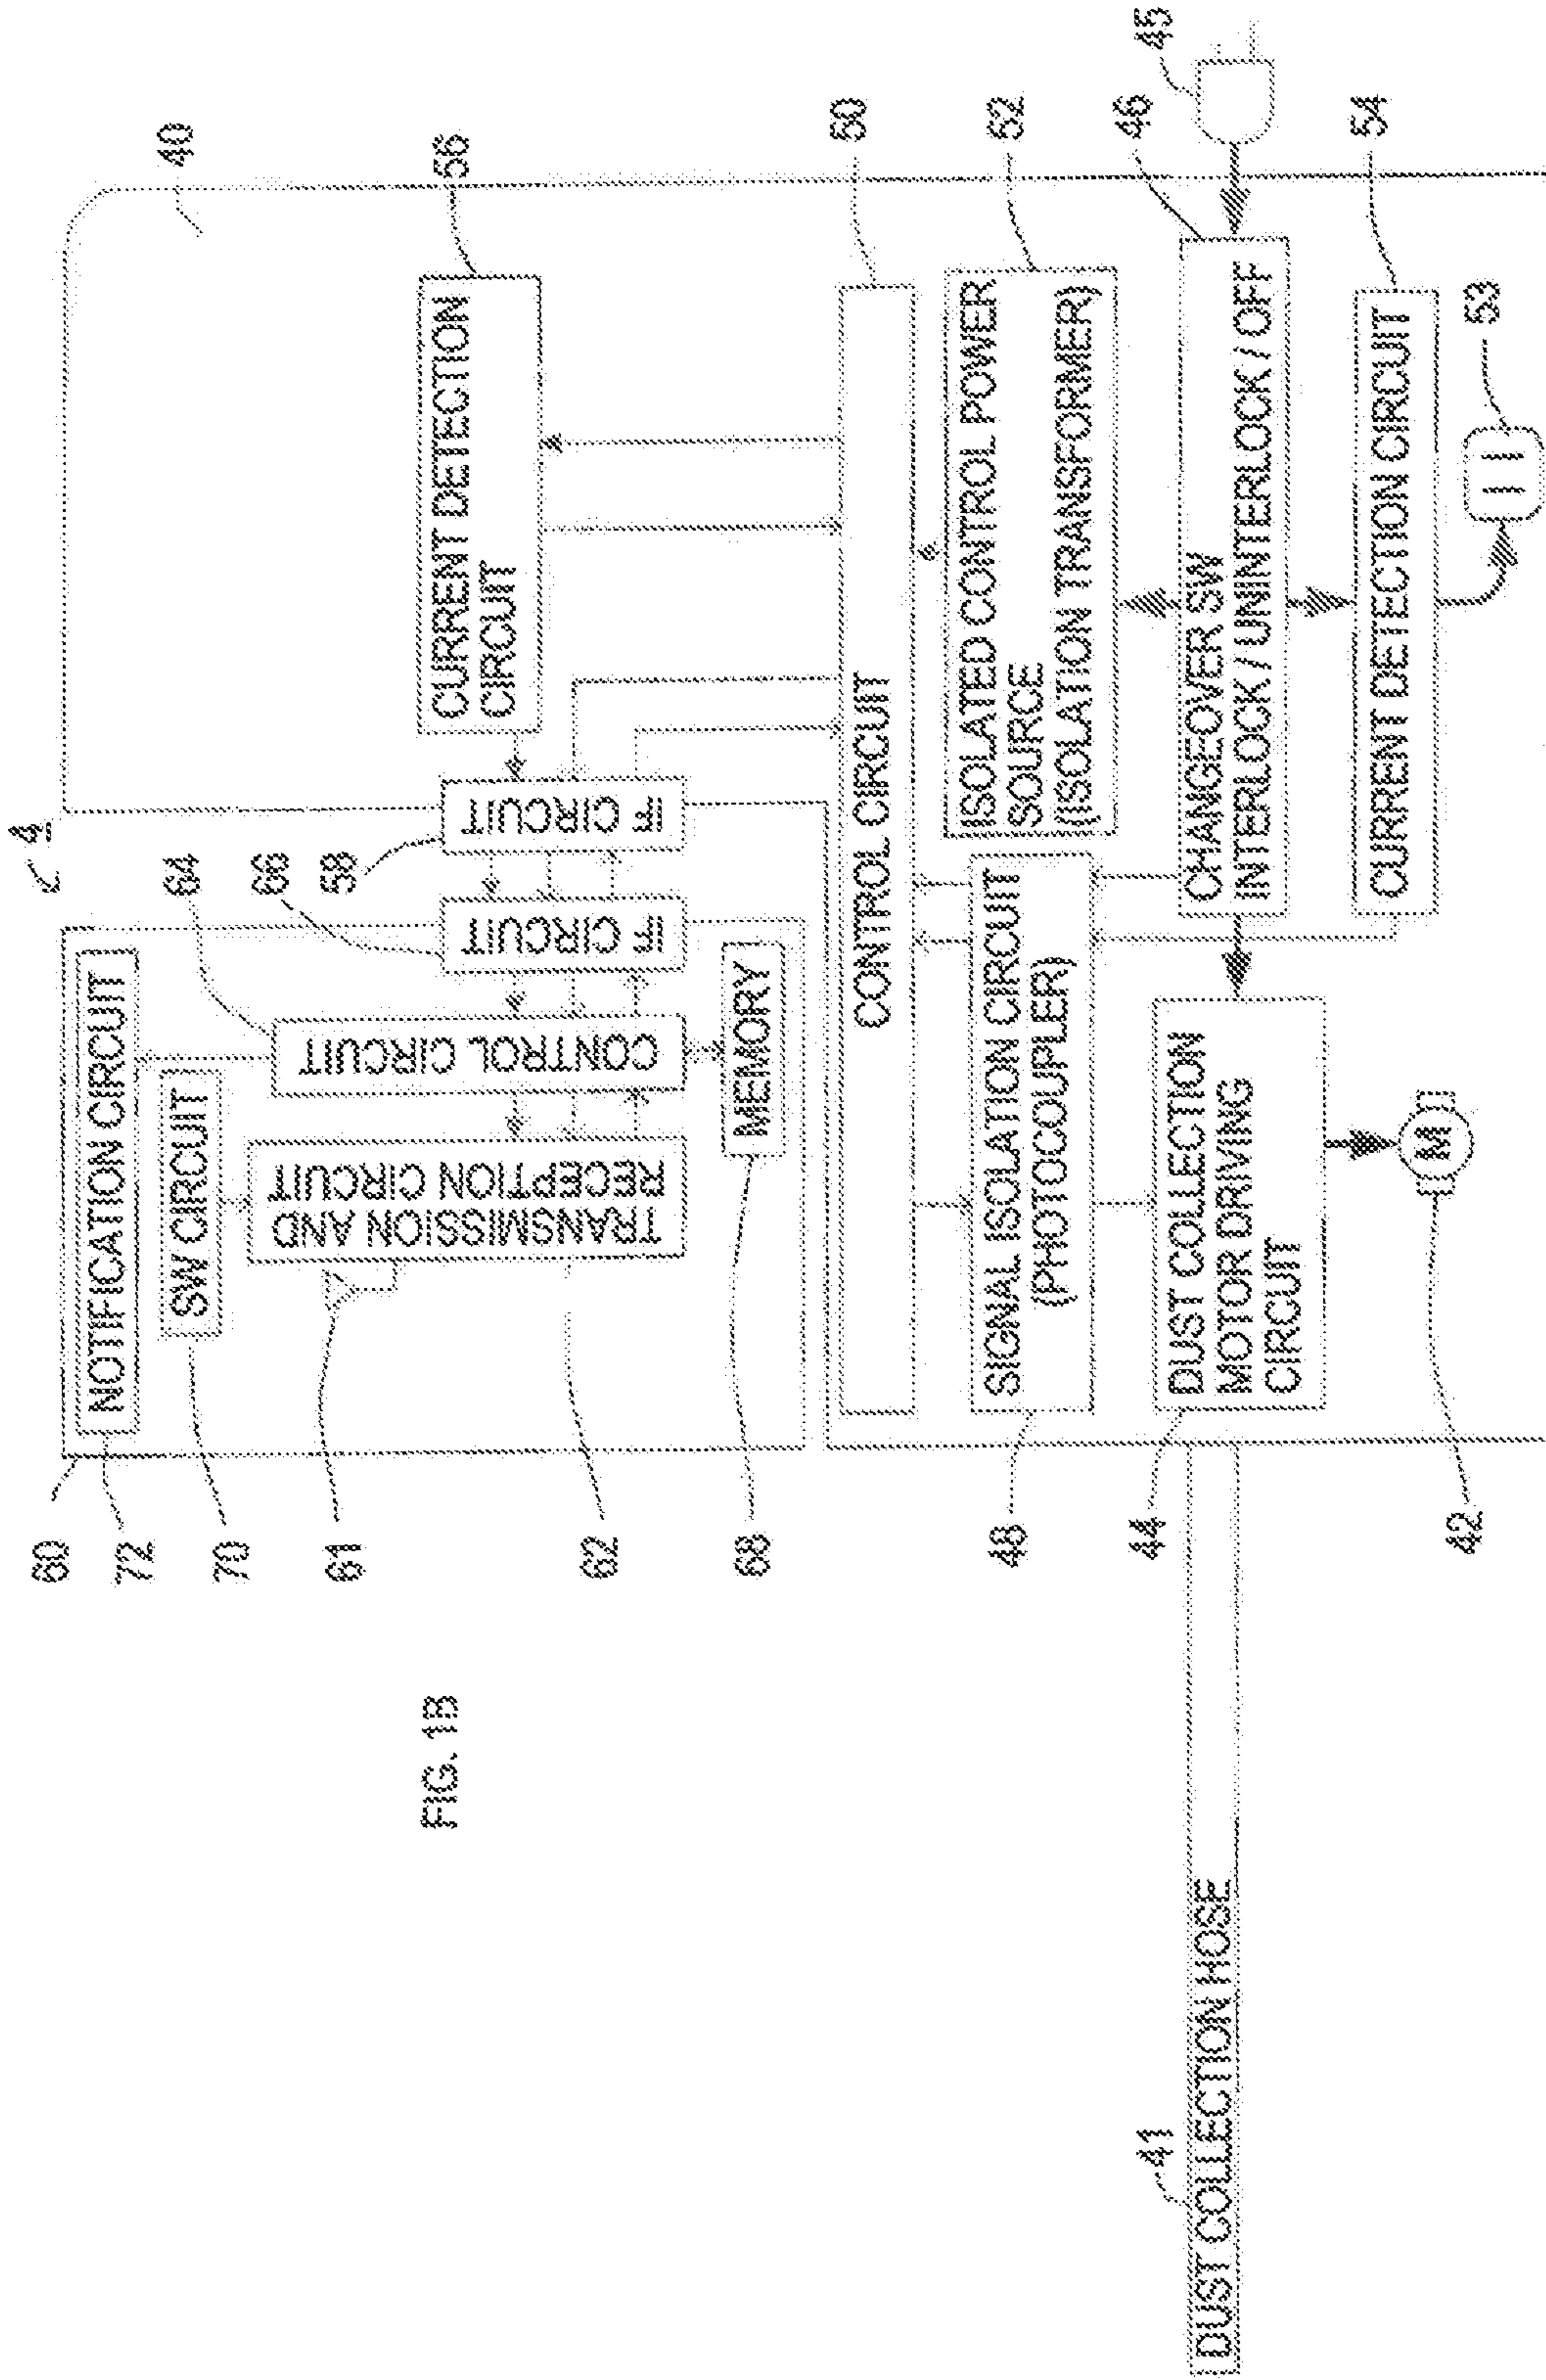 FIG. 1B
4
40
60
72
NOTIFICATION CIRCUIT
70
SW CIRCUIT
61
62
TRANSMISSION AND
RECEPTION CIRCUIT
64
CONTROL CIRCUIT
66
IF CIRCUIT
58
IF CIRCUIT
68
MEMORY
56
CURRENT DETECTION
CIRCUIT
50
CONTROL CIRCUIT
48
SIGNAL ISOLATION CIRCUIT
(PHOTOCOUPLER)
52
ISOLATED CONTROL POWER
SOURCE
(ISOLATION TRANSFORMER)
46
CHANGEOVER SW
INTERLOCK / UNINTERLOCK / OFF
45
44
DUST COLLECTION
MOTOR DRIVING
CIRCUIT
54
CURRENT DETECTION CIRCUIT
53
42
M
41
DUST COLLECTION HOSE